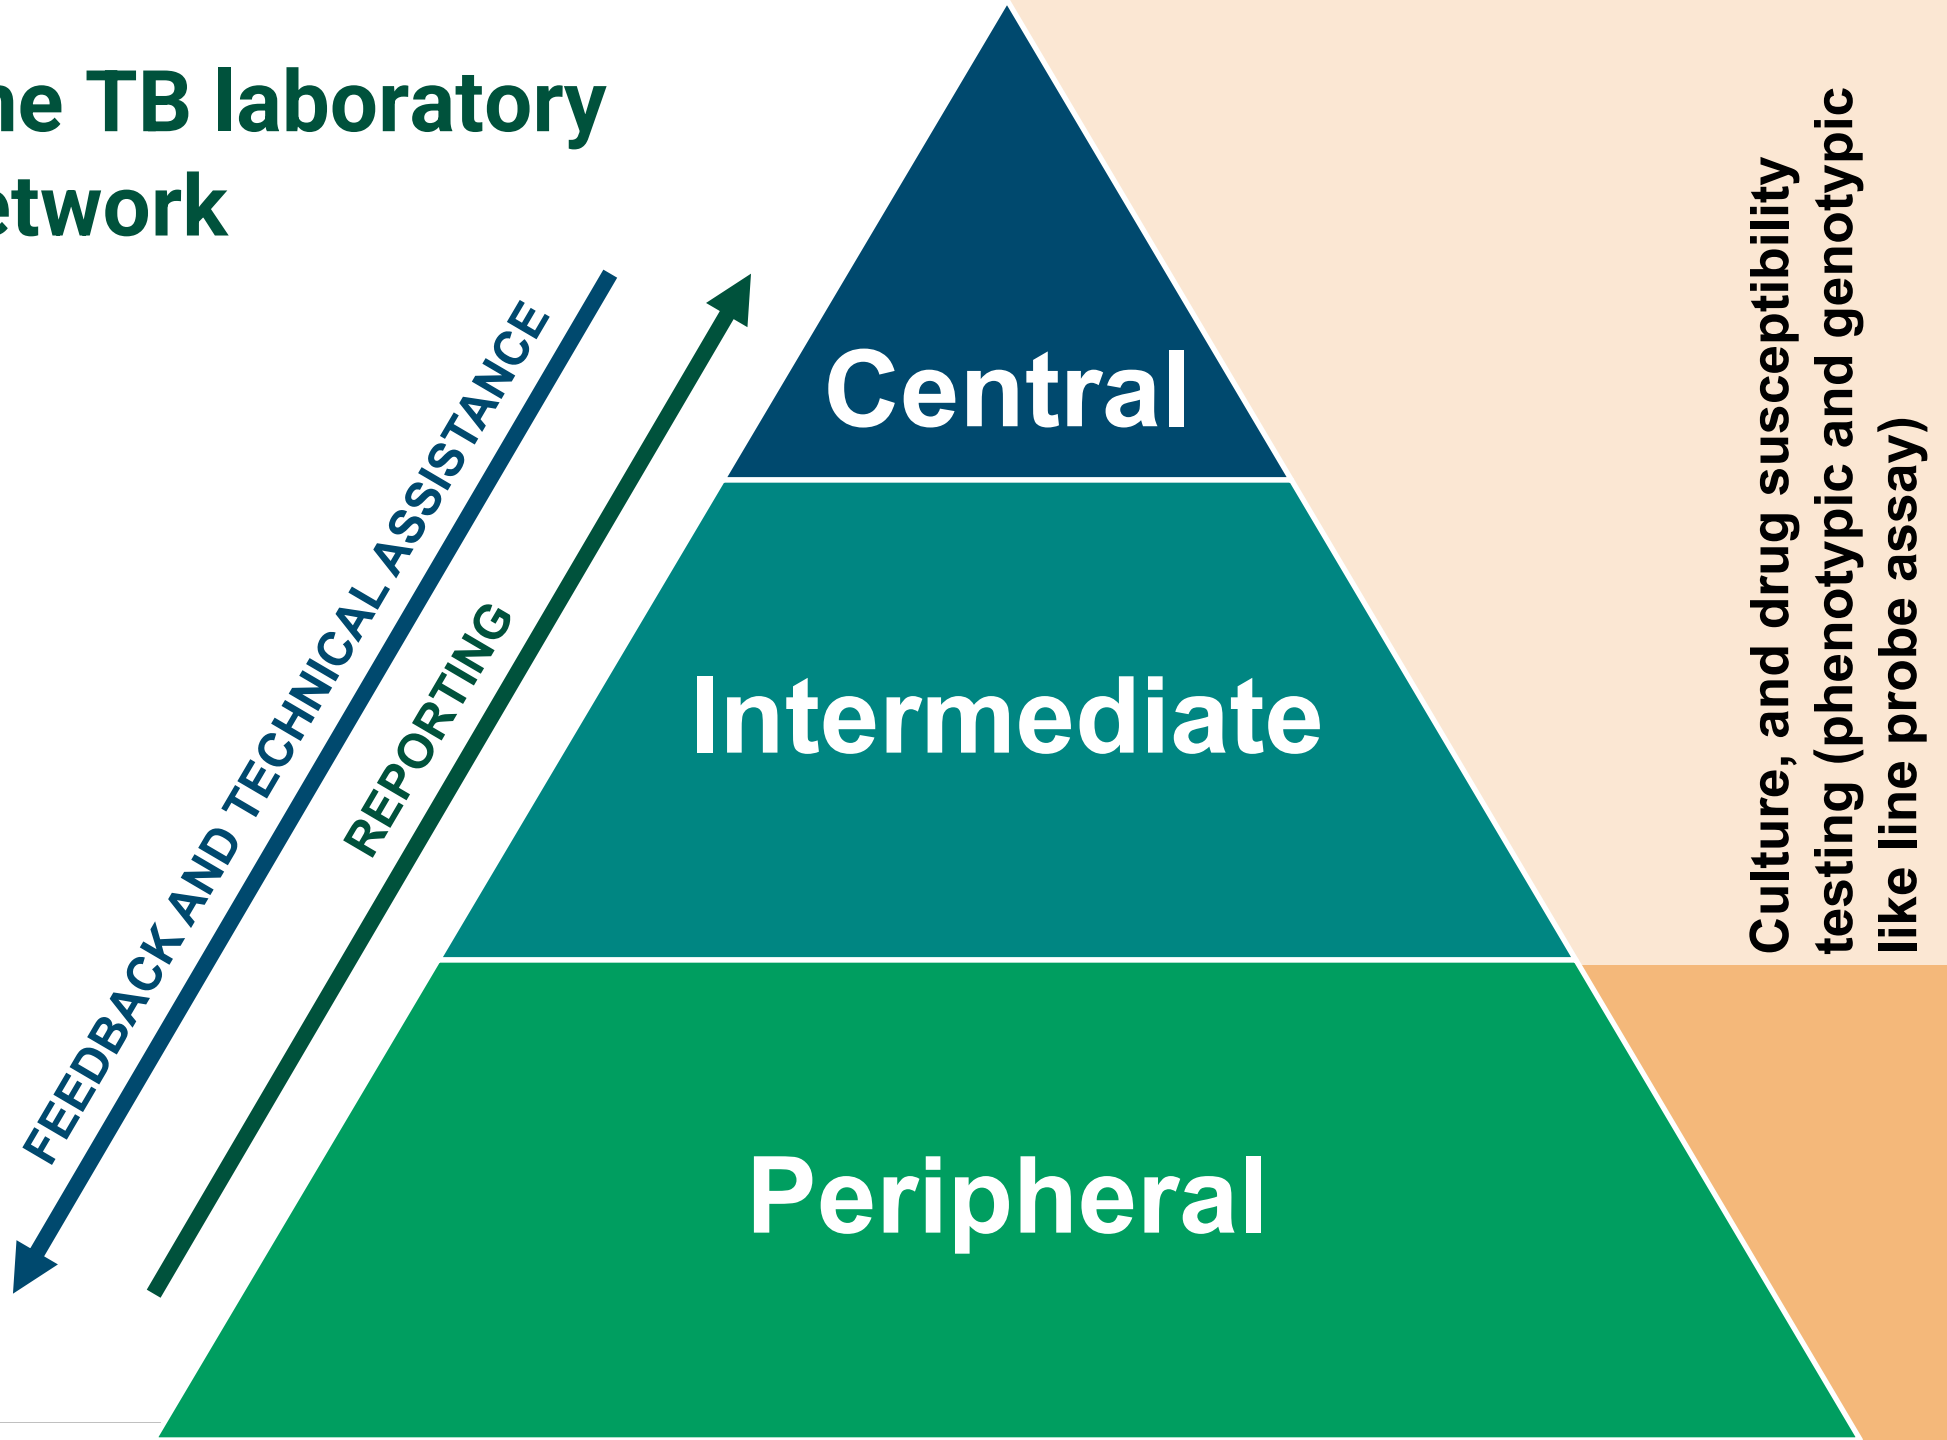 ne TB laboratory
etwork
FEEDBACK AND TECHNICAL ASSISTANCE
REPORTING
Central
Intermediate
Peripheral
Culture, and drug susceptibility
testing (phenotypic and genotypic
like line probe assay)